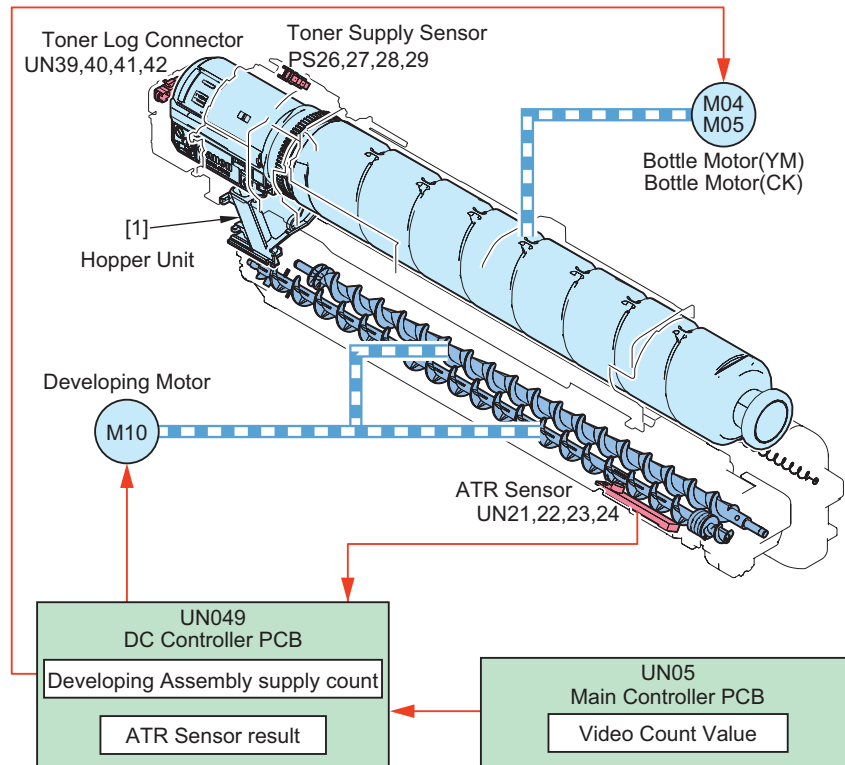 Toner Log Connector
UN39,40,41,42
Toner Supply Sensor
PS26,27,28,29
M04
M05
Bottle Motor(YM)
Bottle Motor(CK)
[1]
Hopper Unit
Developing Motor
M10
ATR Sensor
UN21,22,23,24
UN049
DC Controller PCB
Developing Assembly supply count
ATR Sensor result
UN05
Main Controller PCB
Video Count Value